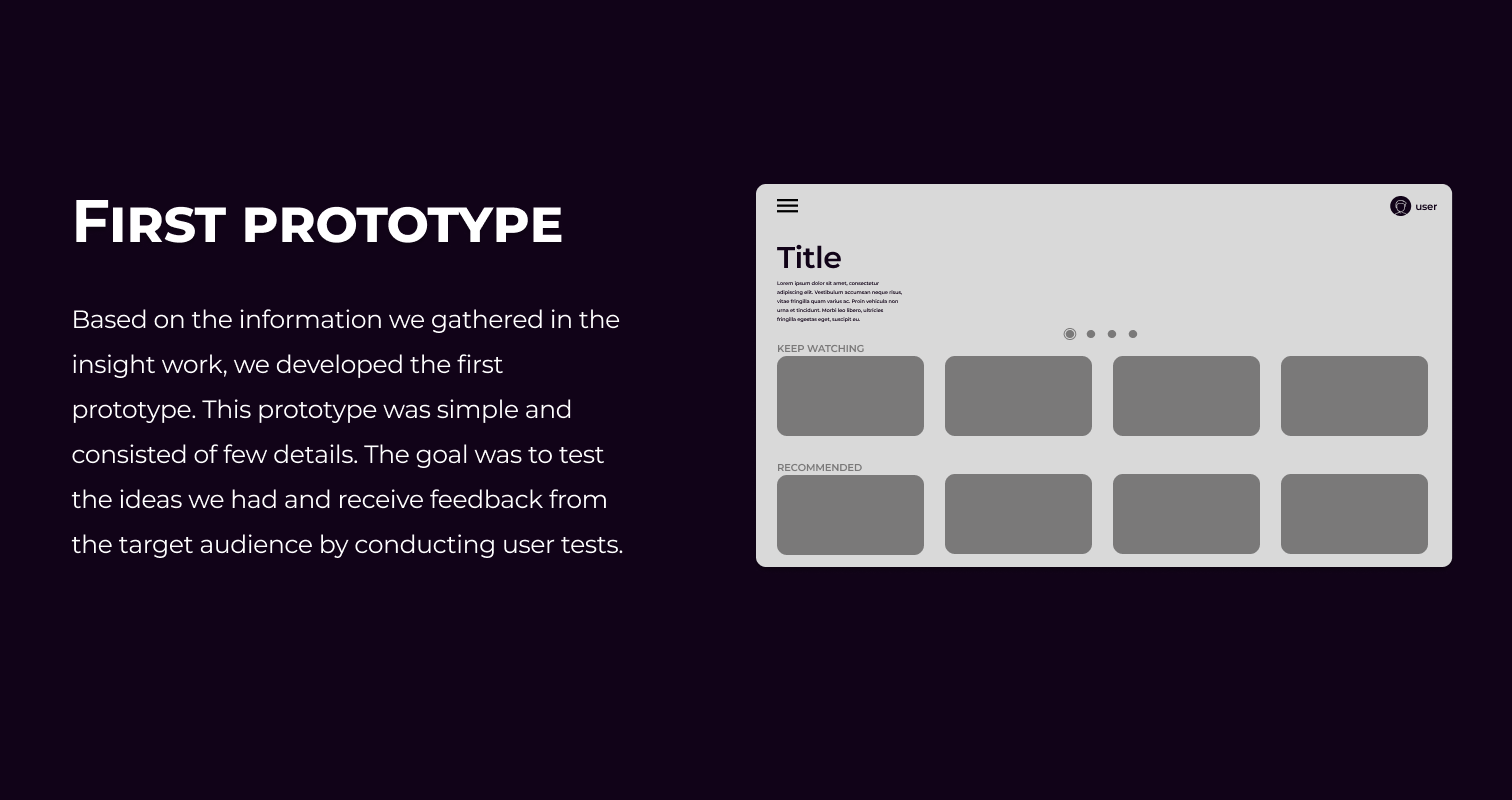 First prototype
Based on the information we gathered in the
insight work, we developed the first
prototype. This prototype was simple and
consisted of few details. The goal was to test
the ideas we had and receive feedback from
the target audience by conducting user tests.
user
Title
Lorem ipsum dolor sit amet, consectetur
adipiscing elit. Vestibulum accumsan neque risus,
vitae fringilla quam varius ac. Proin vehicula non
urna et tincidunt. Morbi leo libero, ultricies
fringilla egestas eget, suscipit eu.
KEEP WATCHING
RECOMMENDED